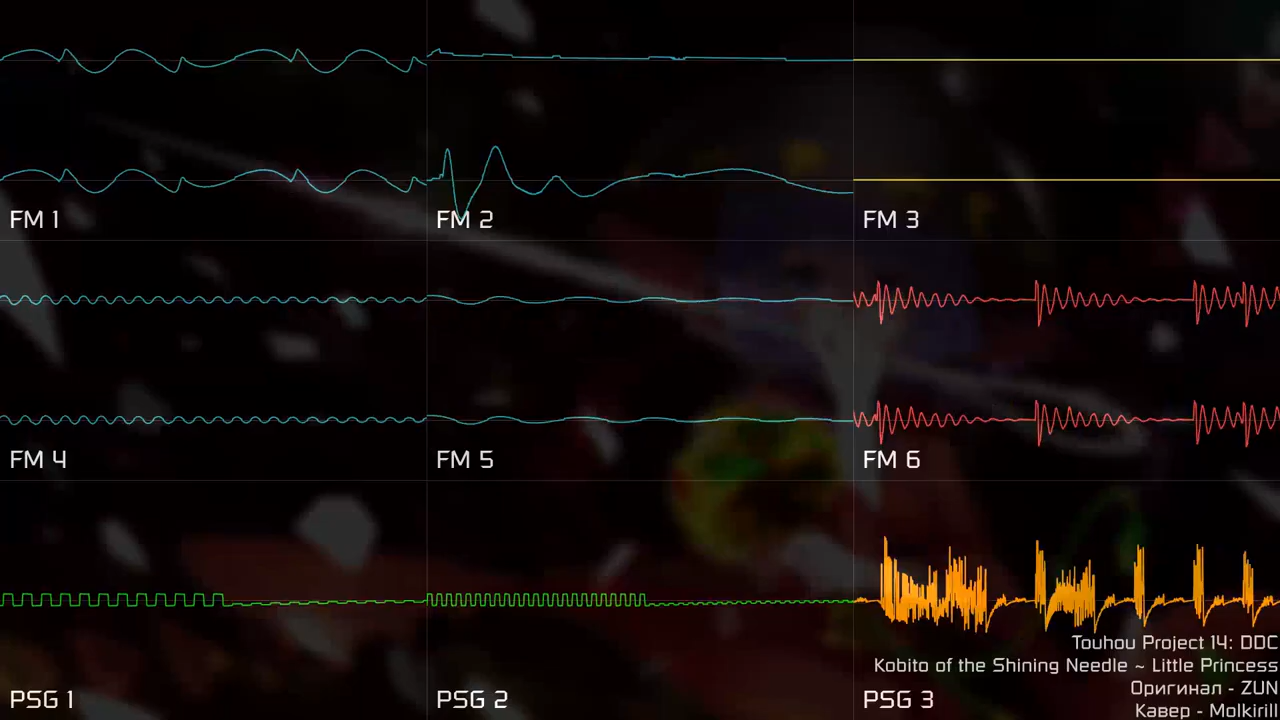 FM 1
FM 2
FM 3
FM 4
FM 5
FM 6
PSG 1
PSG 2
PSG 3
Touhou Project 14: DDC
Kobito of the Shining Needle ~ Little Princess
Оригинал - ZUN
Кавер - Molkirill